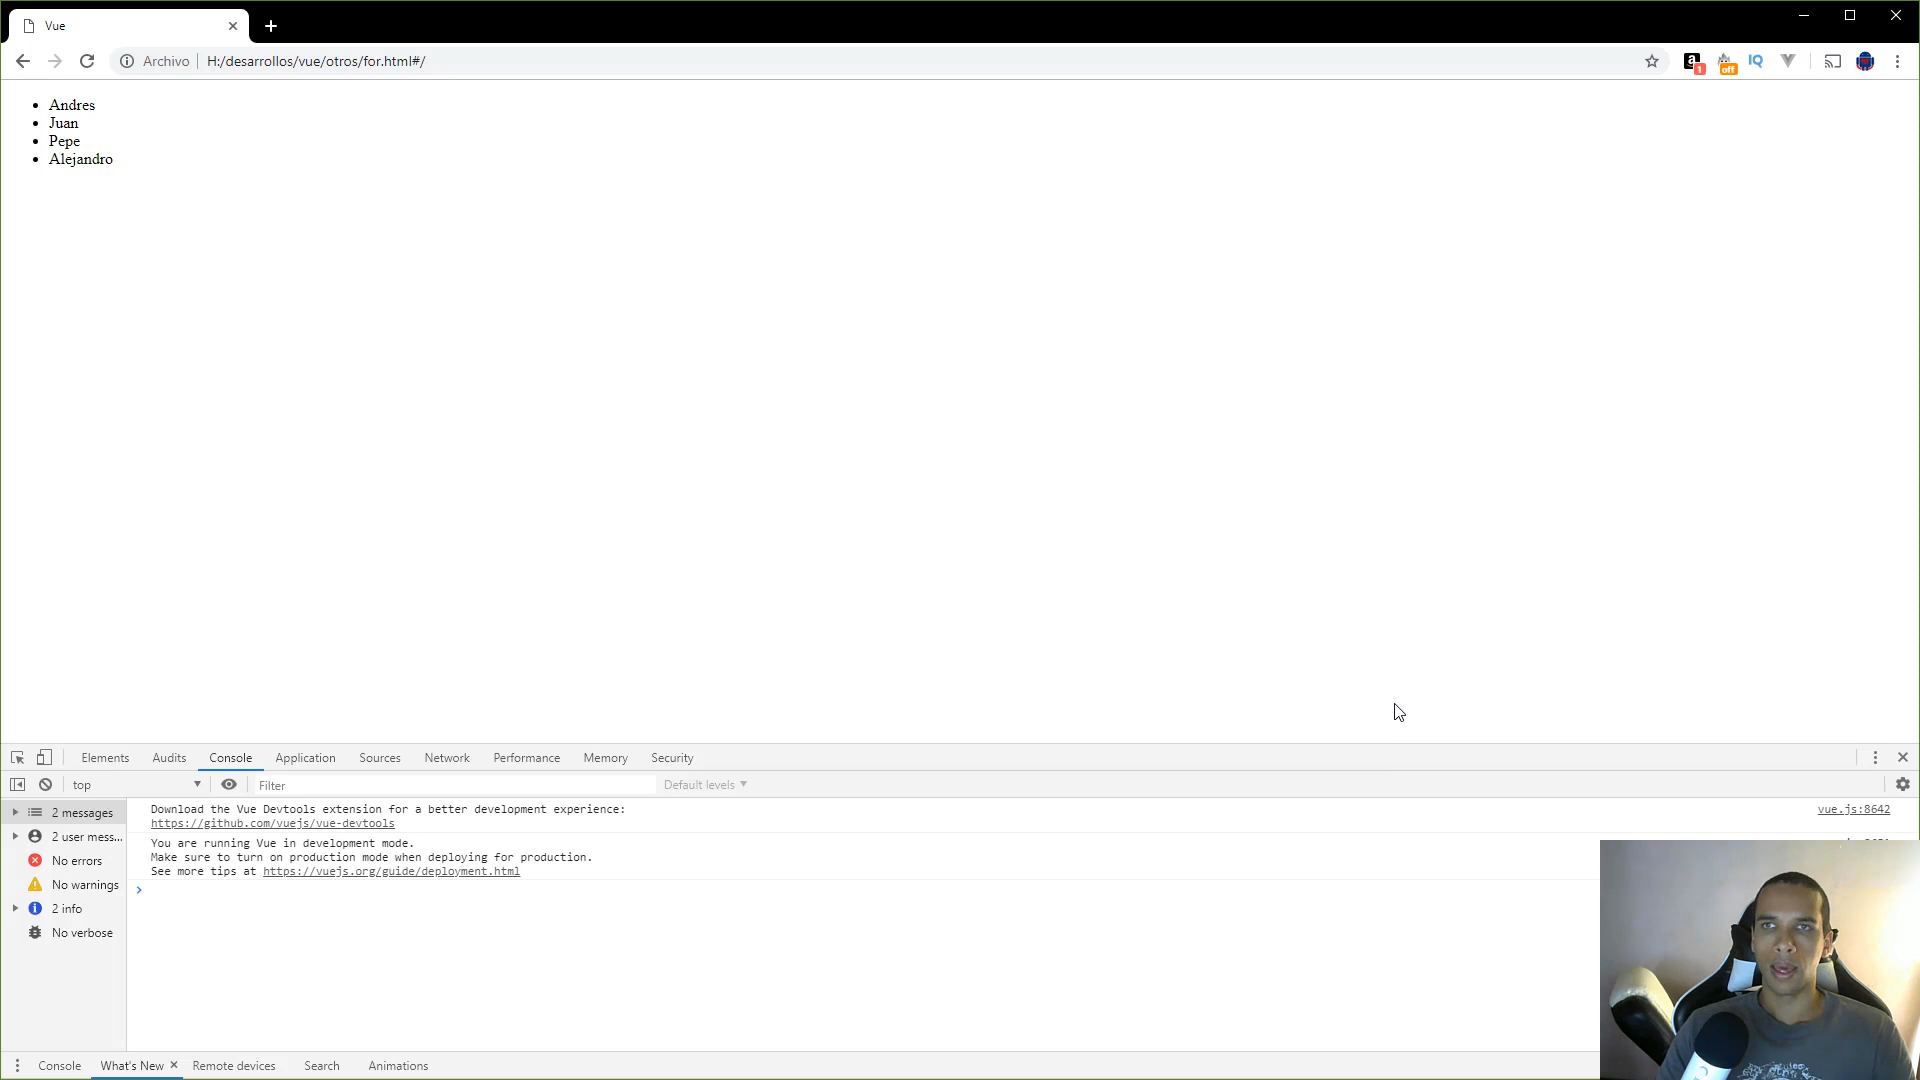 Vue
Archivo
H:/desarrollos/vue/otros/for.html#/
a
1
off
IQ
Andres
Juan
Pepe
Alejandro
Elements
Audits
Console
Application
Sources
Network
Performance
Memory
Security
top
Filter
Default levels
2 messages
2 user mess...
No errors
No warnings
2 info
No verbose
Download the Vue Devtools extension for a better development experience:
https://github.com/vuejs/vue-devtools
vue.js:8642
You are running Vue in development mode.
Make sure to turn on production mode when deploying for production.
See more tips at https://vuejs.org/guide/deployment.html
Console
What's New
Remote devices
Search
Animations